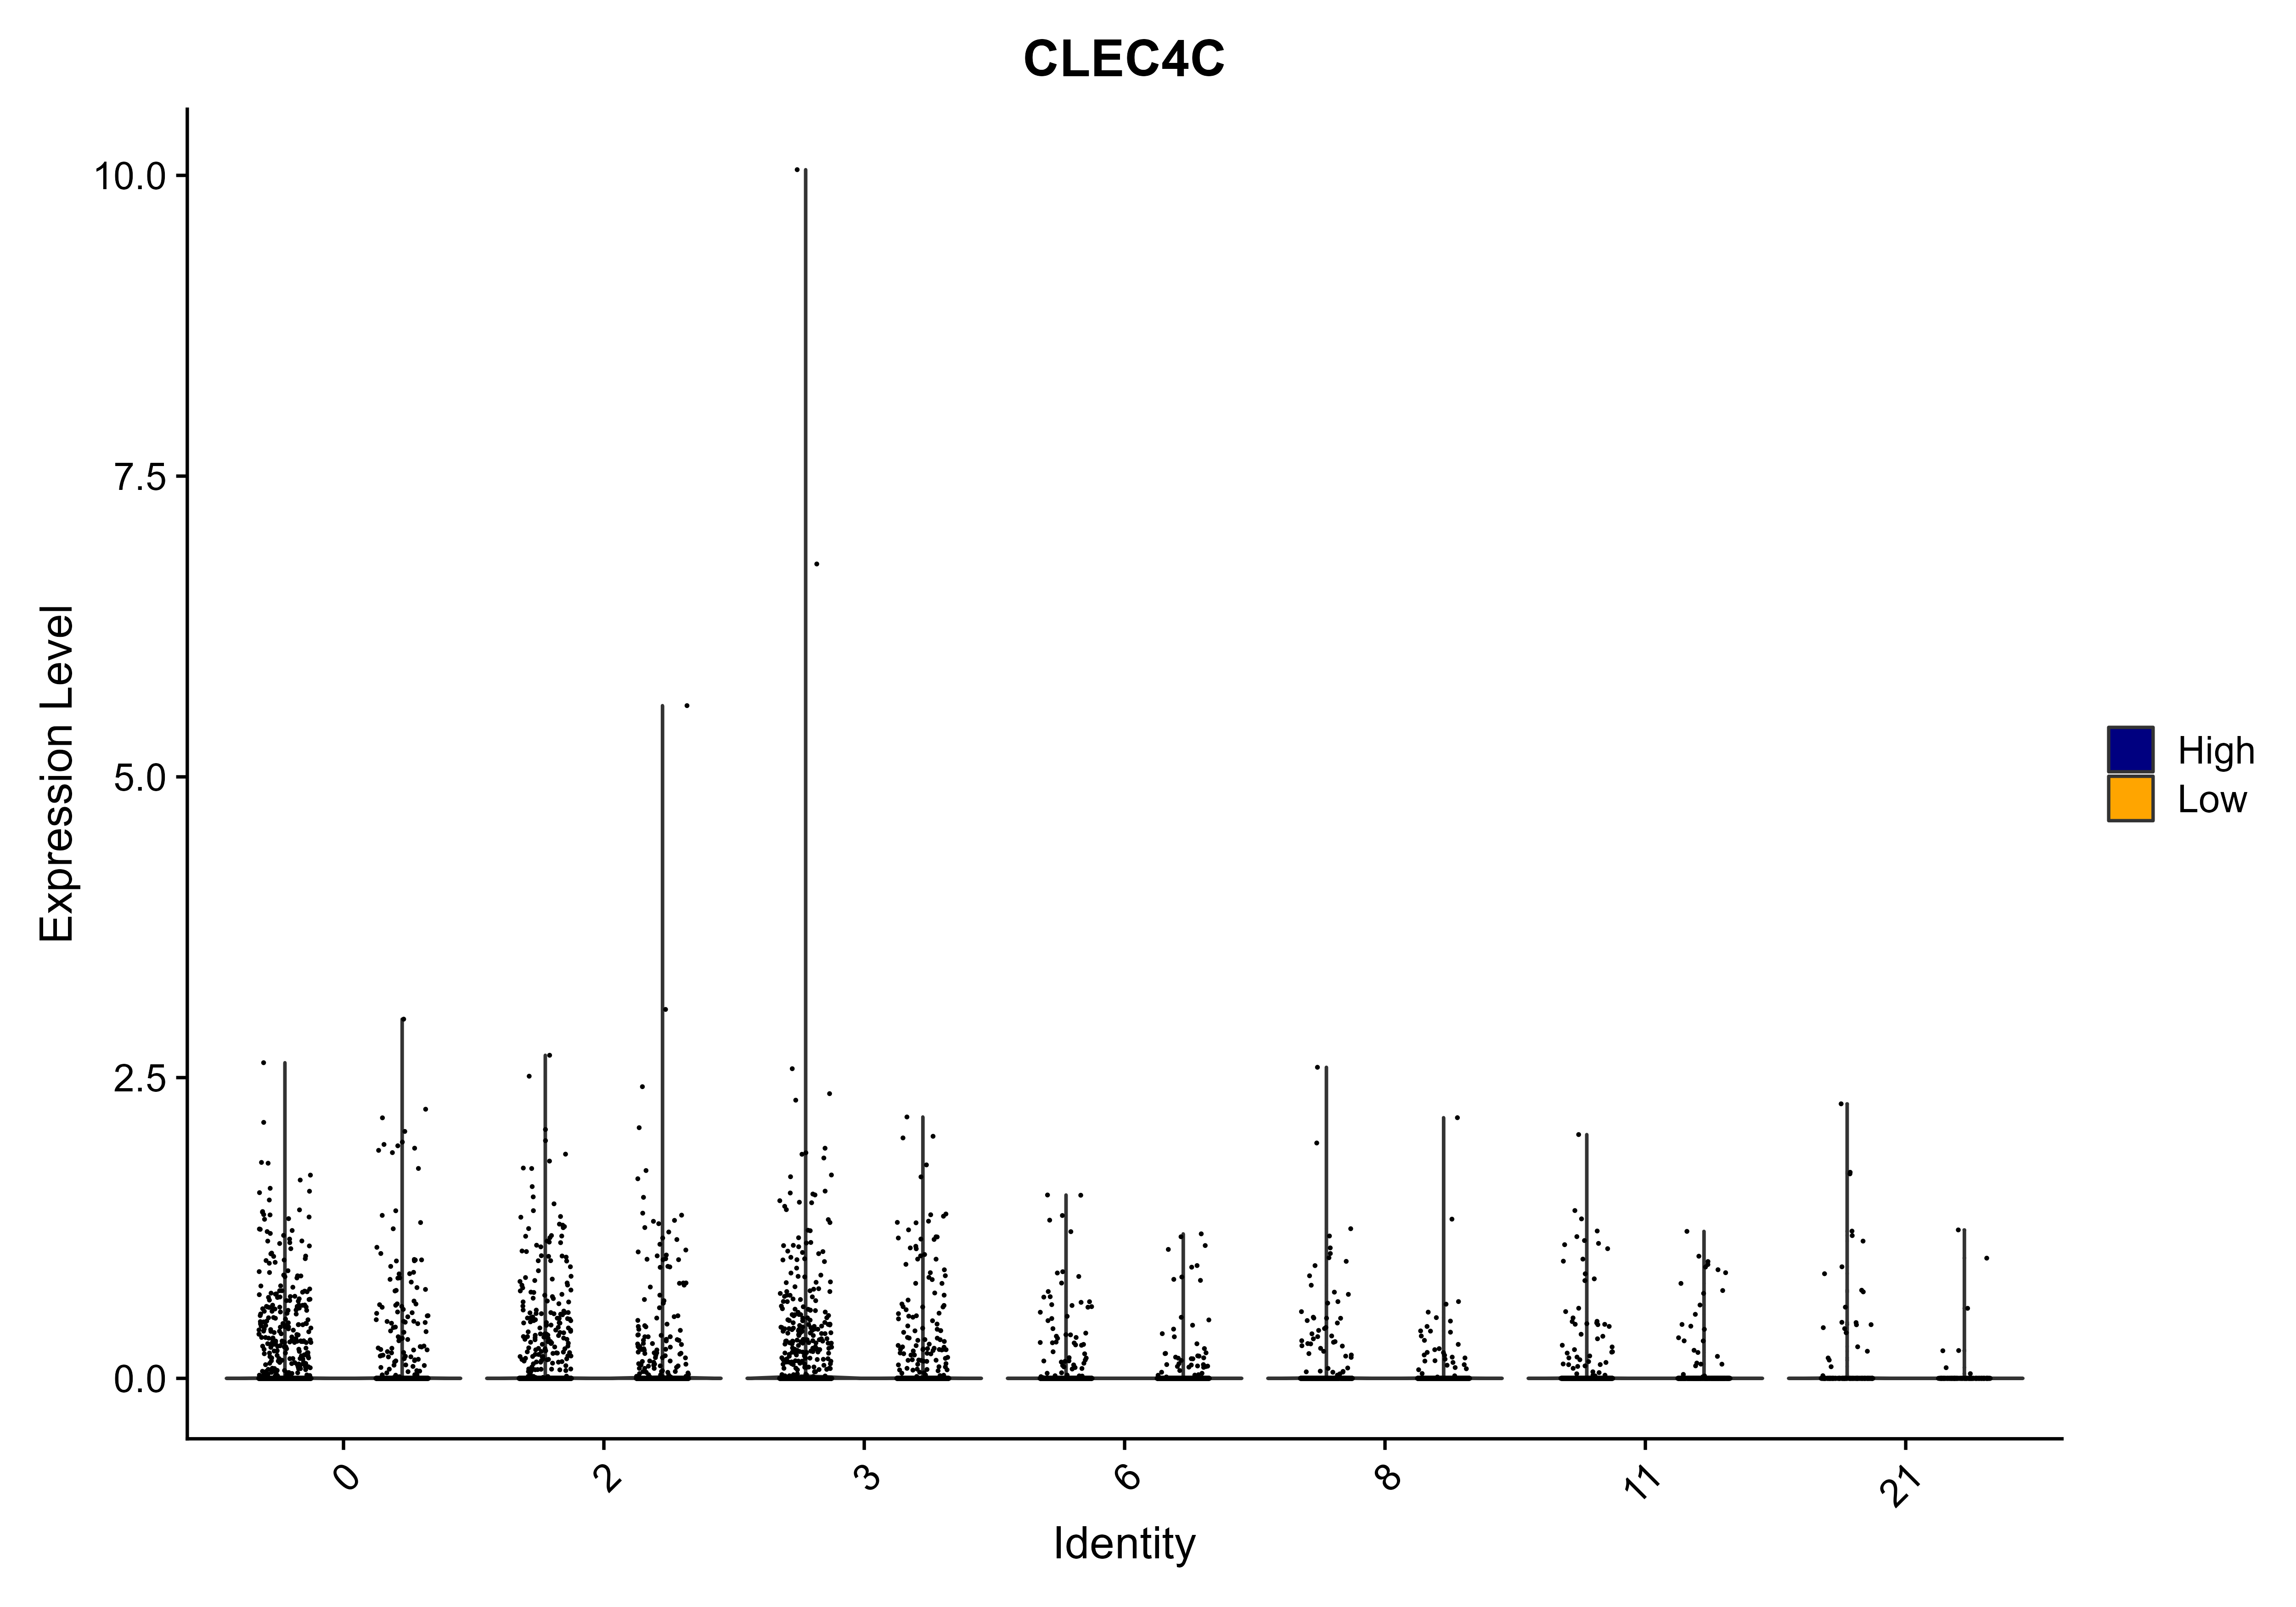 CLEC4C
10.0
7.5
5.0
2.5
0.0
Expression Level
0
2
3
6
8
11
21
Identity
High
Low